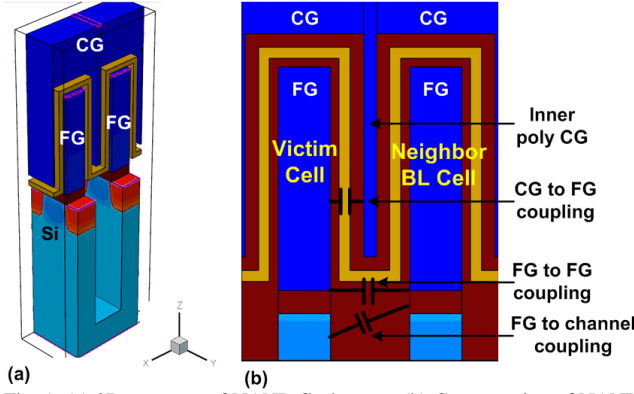 CG
FG FG
Si
Z
X Y
(a)
CG CG
FG FG
Victim
Cell
Neighbor
BL Cell
(b)
Inner
poly CG
CG to FG
coupling
FG to FG
coupling
FG to channel
coupling